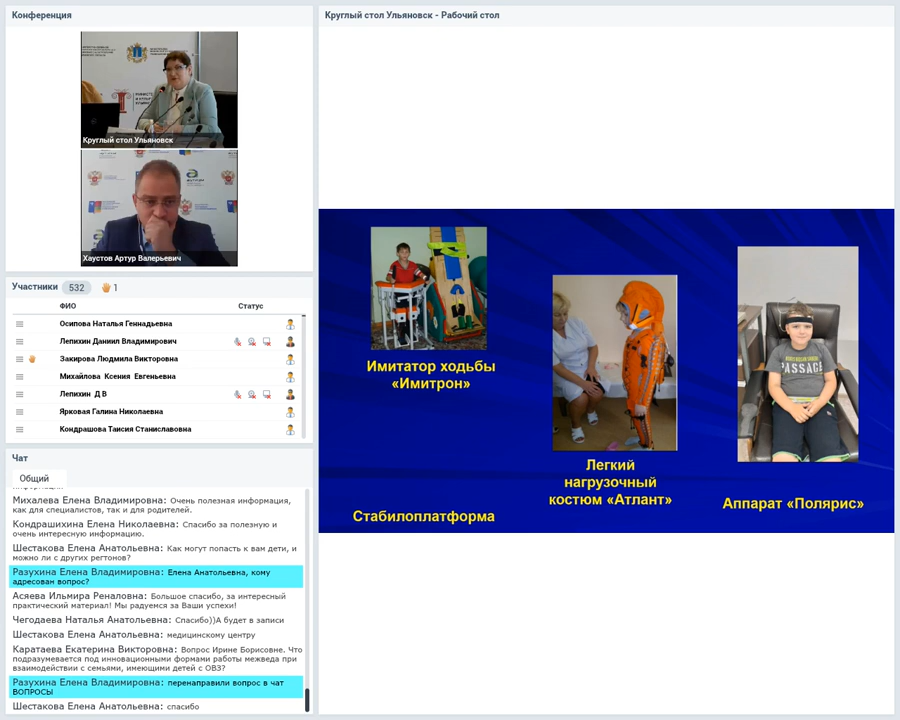 Конференция
Круглый стол Ульяновск
Хаустов Артур Валерьевич
Участники 532 1
ФИО Статус
Осипова Наталья Геннадьевна
Лепихин Даниил Владимирович
Закирова Людмила Викторовна
Михайлова Ксения Евгеньевна
Лепихин Д В
Ярковая Галина Николаевна
Кондрашова Таисия Станиславовна
Чат
Общий
Михалева Елена Владимировна: Очень полезная информация,
как для специалистов, так и для родителей.
Кондрашихина Елена Николаевна: Спасибо за полезную и
очень интересную информацию.
Шестакова Елена Анатольевна: Как могут попасть к вам дети, и
можно ли с других регтонов?
Разухина Елена Владимировна: Елена Анатольевна, кому
адресован вопрос?
Асяева Ильмира Реналовна: Большое спасибо, за интересный
практический материал! Мы радуемся за Ваши успехи!
Чегодаева Наталья Анатольевна: Спасибо))А будет в записи
Шестакова Елена Анатольевна: медицинскому центру
Каратаева Екатерина Викторовна: Вопрос Ирине Борисовне. Что
подразумевается под инновационными формами работы межведа при
взаимодействии с семьями, имеющими детей с ОВЗ?
Разухина Елена Владимировна: перенаправили вопрос в чат
ВОПРОСЫ
Шестакова Елена Анатольевна: спасибо
Круглый стол Ульяновск - Рабочий стол
Имитатор ходьбы
«Имитрон»
Стабилоплатформа
Легкий
нагрузочный
костюм «Атлант»
PASSAGE
Аппарат «Полярис»